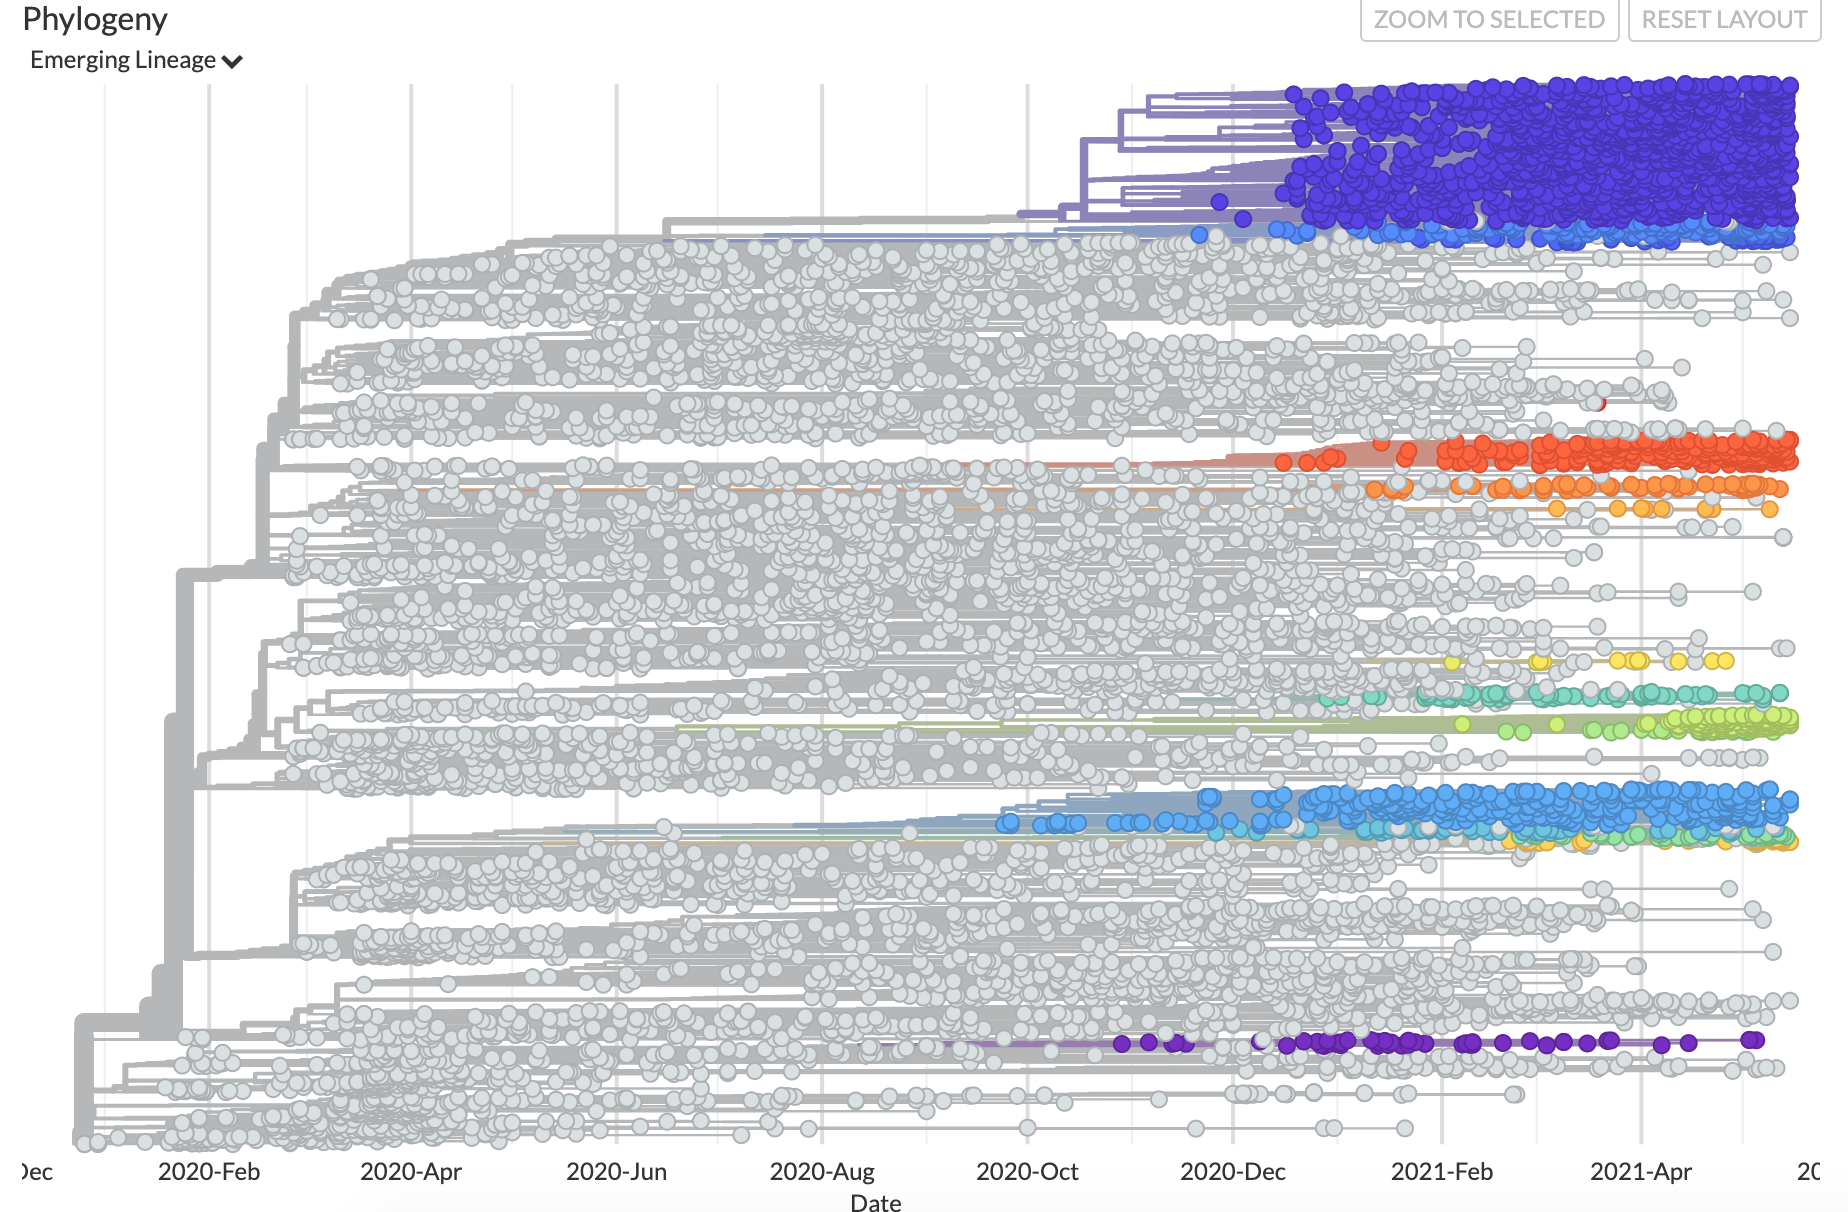 Phylogeny
ZOOM TO SELECTED
RESET LAYOUT
Emerging Lineage
2020-Feb
2020-Apr
2020-Jun
2020-Aug
2020-Oct
2020-Dec
2021-Feb
2021-Apr
Date